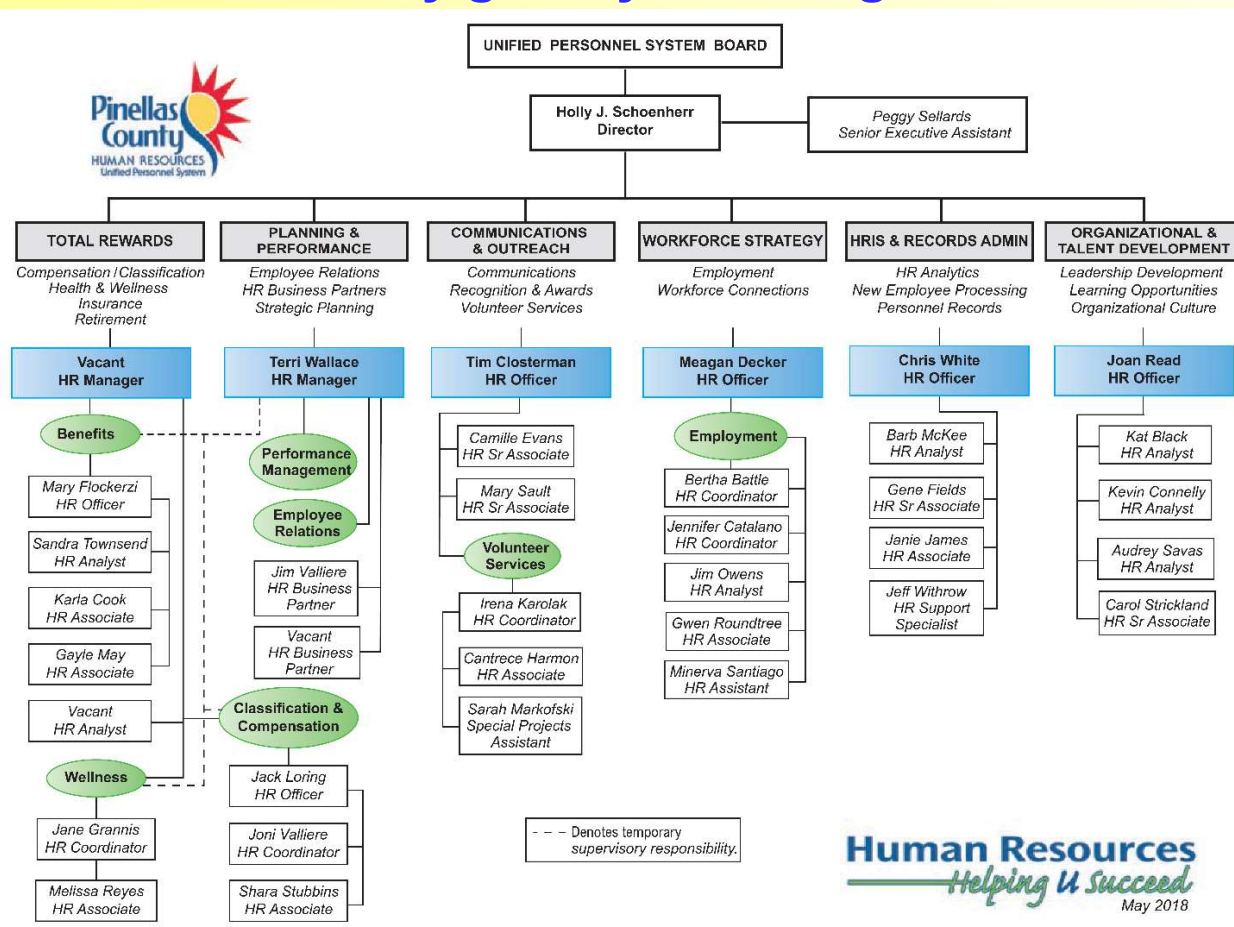 UNIFIED PERSONNEL SYSTEM BOARD
Pinellas
County
HUMAN RESOURCES
Unified Personnel System
Holly J. Schoenherr
Director
Peggy Sellards
Senior Executive Assistant
TOTAL REWARDS
Compensation / Classification
Health & Wellness
Insurance
Retirement
PLANNING &
PERFORMANCE
Employee Relations
HR Business Partners
Strategic Planning
COMMUNICATIONS
& OUTREACH
Communications
Recognition & Awards
Volunteer Services
WORKFORCE STRATEGY
Employment
Workforce Connections
HRIS & RECORDS ADMIN
HR Analytics
New Employee Processing
Personnel Records
ORGANIZATIONAL &
TALENT DEVELOPMENT
Leadership Development
Learning Opportunities
Organizational Culture
Vacant
HR Manager
Benefits
Mary Flockerzi
HR Officer
Sandra Townsend
HR Analyst
Karla Cook
HR Associate
Gayle May
HR Associate
Vacant
HR Analyst
Wellness
Jane Grannis
HR Coordinator
Melissa Reyes
HR Associate
Terri Wallace
HR Manager
Performance
Management
Employee
Relations
Jim Valliere
HR Business
Partner
Vacant
HR Business
Partner
Classification &
Compensation
Jack Loring
HR Officer
Joni Valliere
HR Coordinator
Shara Stubbins
HR Associate
Tim Closterman
HR Officer
Camille Evans
HR Sr Associate
Mary Sault
HR Sr Associate
Volunteer
Services
Irena Karolak
HR Coordinator
Cantrece Harmon
HR Associate
Sarah Markofski
Special Projects
Assistant
Meagan Decker
HR Officer
Employment
Bertha Battle
HR Coordinator
Jennifer Catalano
HR Coordinator
Jim Owens
HR Analyst
Gwen Roundtree
HR Associate
Minerva Santiago
HR Assistant
Chris White
HR Officer
Barb McKee
HR Analyst
Gene Fields
HR Sr Associate
Janie James
HR Associate
Jeff Withrow
HR Support
Specialist
Joan Read
HR Officer
Kat Black
HR Analyst
Kevin Connelly
HR Analyst
Audrey Savas
HR Analyst
Carol Strickland
HR Sr Associate
– – – Denotes temporary
supervisory responsibility.
Human Resources
Helping U Succeed
May 2018